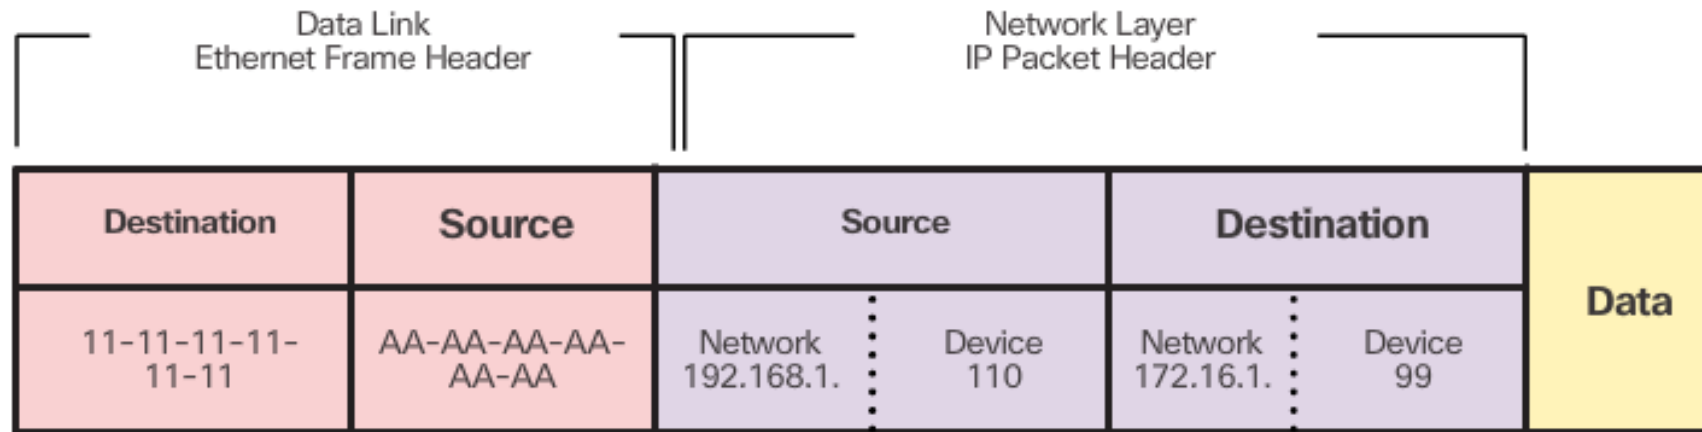 Data Link
Ethernet Frame Header
Network Layer
IP Packet Header
Destination
Source
Source
Destination
Data
11-11-11-11-
11-11
AA-AA-AA-AA-
AA-AA
Network
192.168.1.
Device
110
Network
172.16.1.
Device
99